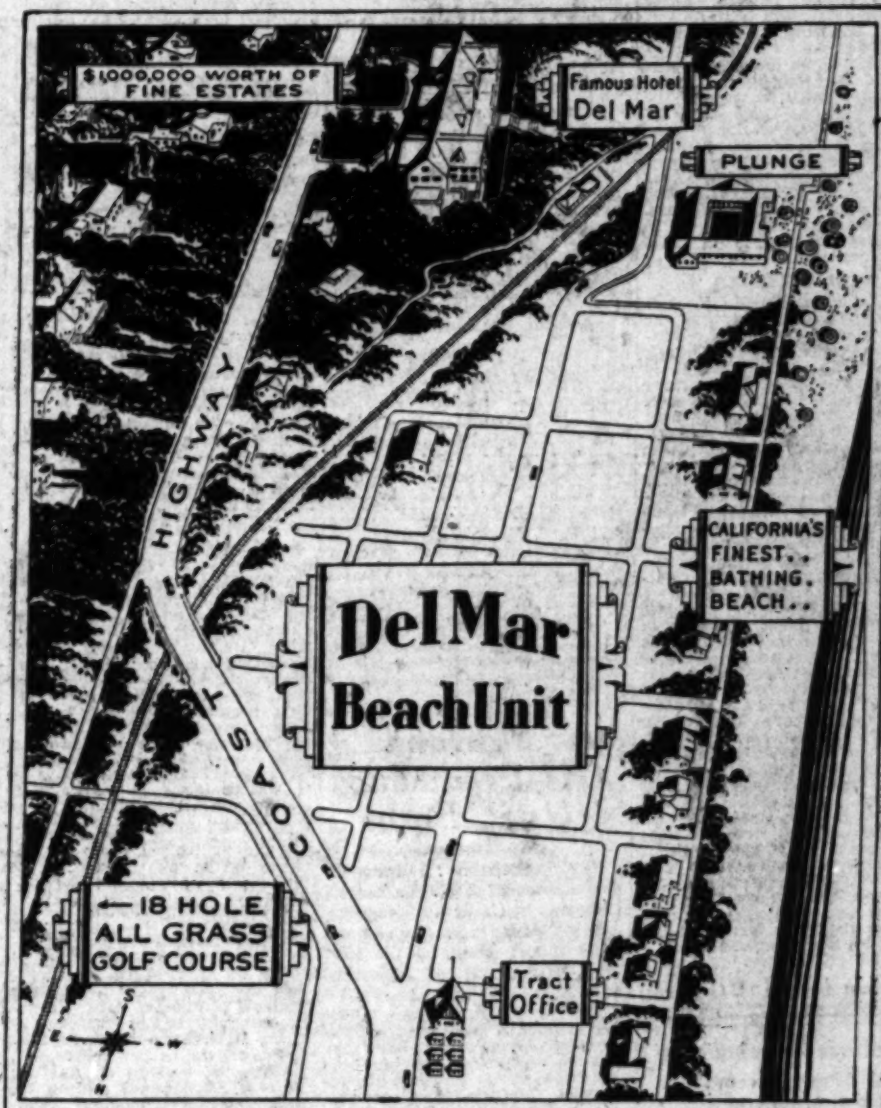 $1,000,000 WORTH OF
FINE ESTATES
Famous Hotel
Del Mar
PLUNGE
HIGHWAY
CALIFORNIA'S
FINEST..
BATHING.
BEACH..
Del Mar
Beach Unit
COAST
← 18 HOLE
ALL GRASS
GOLF COURSE
Tract
Office
S
E
W
N